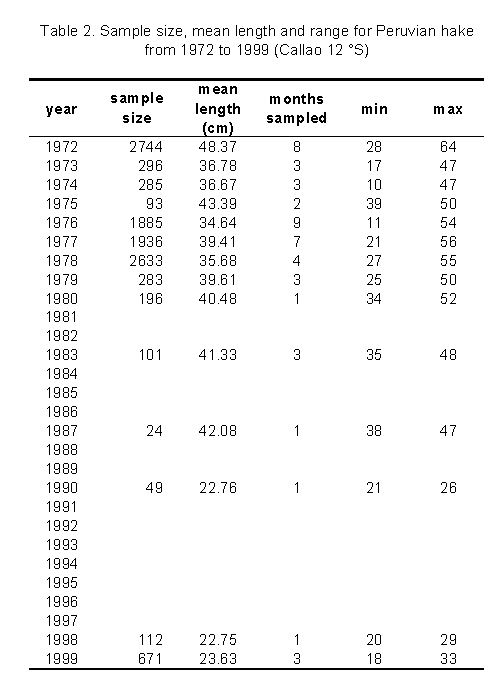 Table 2. Sample size, mean length and range for Peruvian hake
from 1972 to 1999 (Callao 12 °S)
year sample size mean length (cm) months sampled min max
1972 2744 48.37 8 28 64
1973 296 36.78 3 17 47
1974 285 36.67 3 10 47
1975 93 43.39 2 39 50
1976 1885 34.64 9 11 54
1977 1936 39.41 7 21 56
1978 2633 35.68 4 27 55
1979 283 39.61 3 25 50
1980 196 40.48 1 34 52
1981
1982
1983 101 41.33 3 35 48
1984
1985
1986
1987 24 42.08 1 38 47
1988
1989
1990 49 22.76 1 21 26
1991
1992
1993
1994
1995
1996
1997
1998 112 22.75 1 20 29
1999 671 23.63 3 18 33